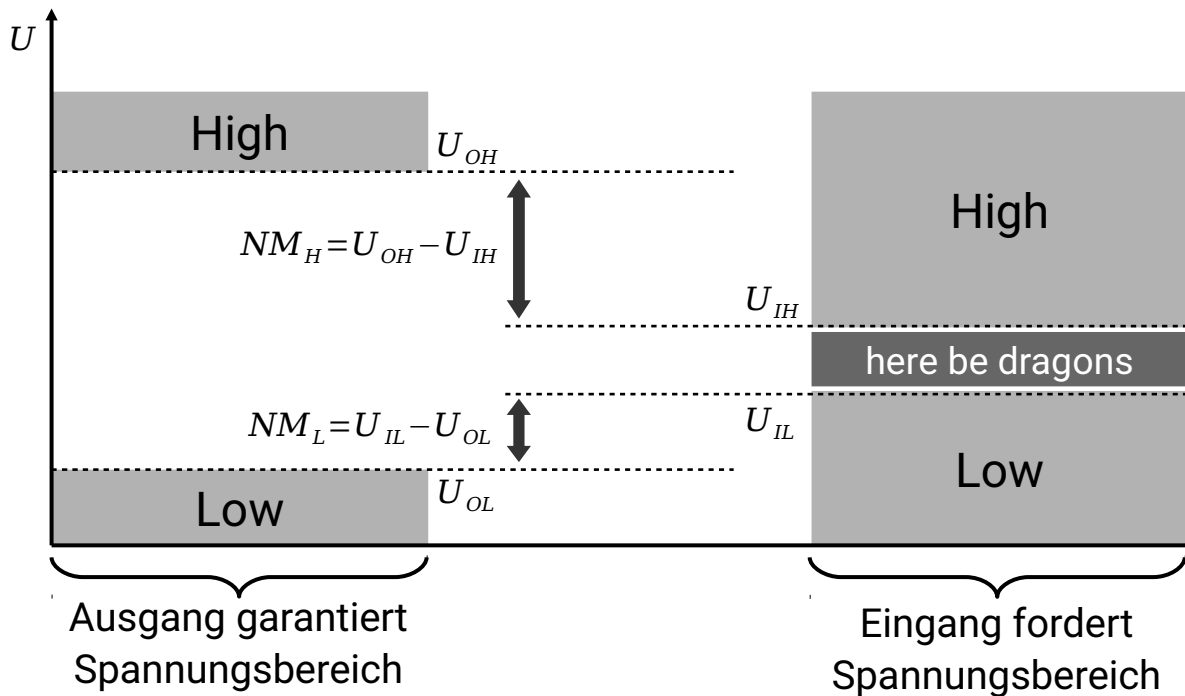 U
High
U_OH
High
NM_H=U_OH−U_IH
U_IH
here be dragons
NM_L=U_IL−U_OL
U_IL
Low
U_OL
Low
Ausgang garantiert
Spannungsbereich
Eingang fordert
Spannungsbereich